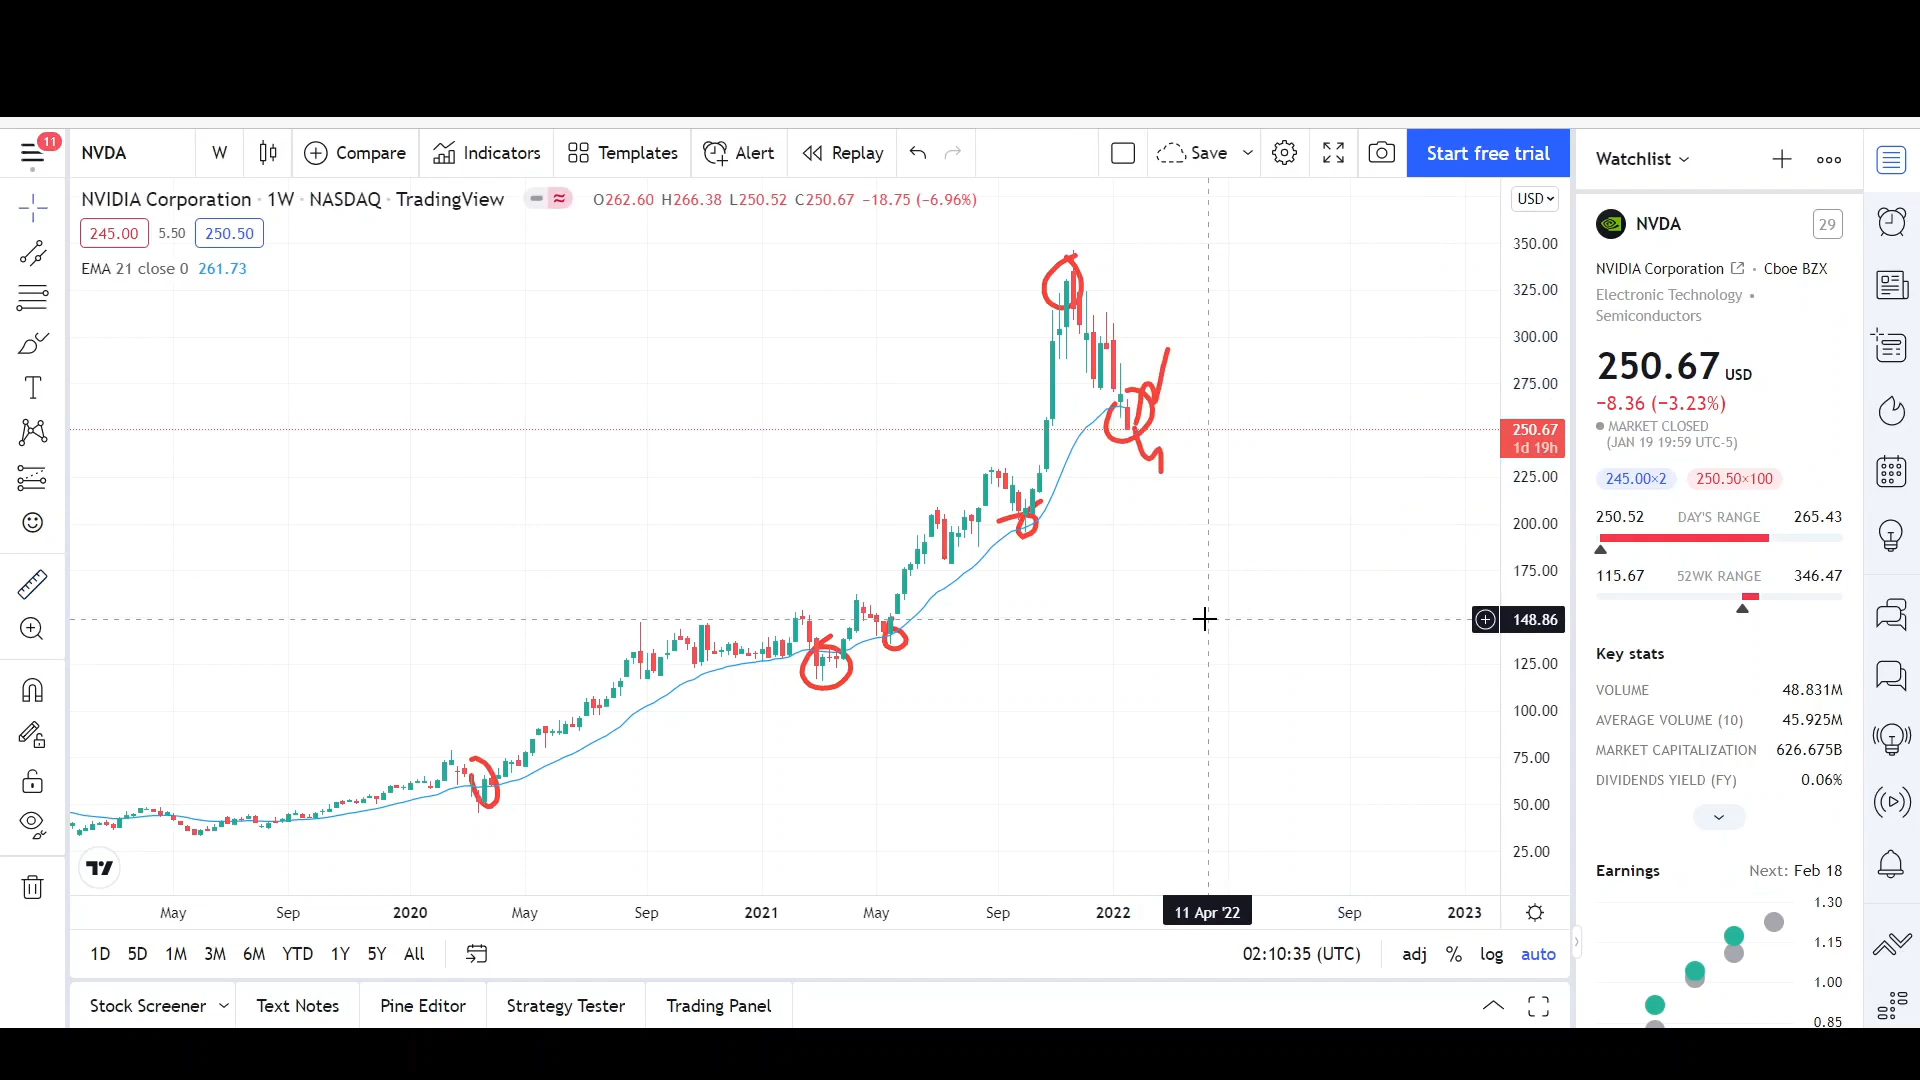 11
NVDA
W
Compare
Indicators
Templates
Alert
Replay
Save
Start free trial
Watchlist
NVIDIA Corporation · 1W · NASDAQ · TradingView
O262.60 H266.38 L250.52 C250.67 −18.75 (−6.96%)
USD
245.00 5.50 250.50
EMA 21 close 0 261.73
350.00
325.00
300.00
275.00
250.67
1d 19h
225.00
200.00
175.00
148.86
125.00
100.00
75.00
50.00
25.00
May Sep 2020 May Sep 2021 May Sep 2022 11 Apr '22 Sep 2023
1D 5D 1M 3M 6M YTD 1Y 5Y All
02:10:35 (UTC)
adj % log auto
Stock Screener
Text Notes
Pine Editor
Strategy Tester
Trading Panel
NVDA
29
NVIDIA Corporation · Cboe BZX
Electronic Technology •
Semiconductors
250.67 USD
−8.36 (−3.23%)
MARKET CLOSED
(JAN 19 19:59 UTC-5)
245.00×2 250.50×100
250.52 DAY'S RANGE 265.43
115.67 52WK RANGE 346.47
Key stats
VOLUME 48.831M
AVERAGE VOLUME (10) 45.925M
MARKET CAPITALIZATION 626.675B
DIVIDENDS YIELD (FY) 0.06%
Earnings Next: Feb 18
1.30
1.15
1.00
0.85